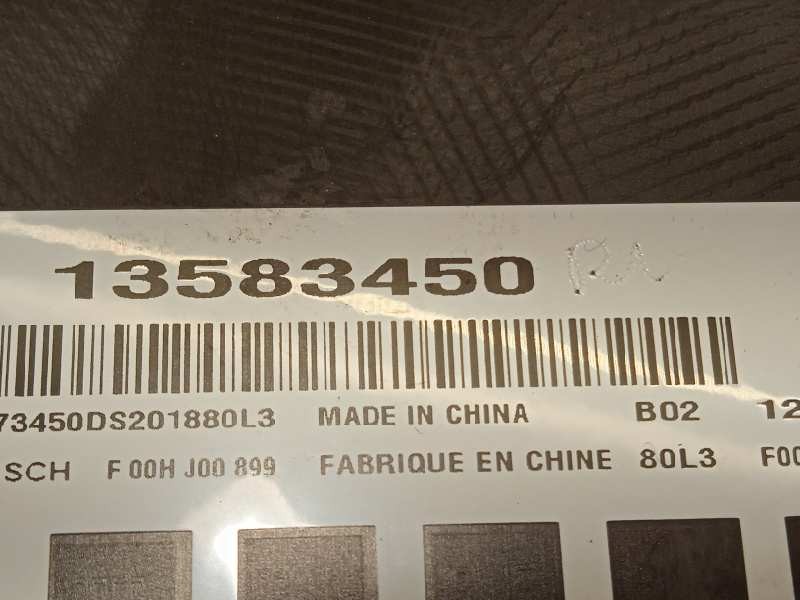 13583450
73450DS201880L3 MADE IN CHINA B02 12
SCH F 00H J00 899 FABRIQUE EN CHINE 80L3 F00